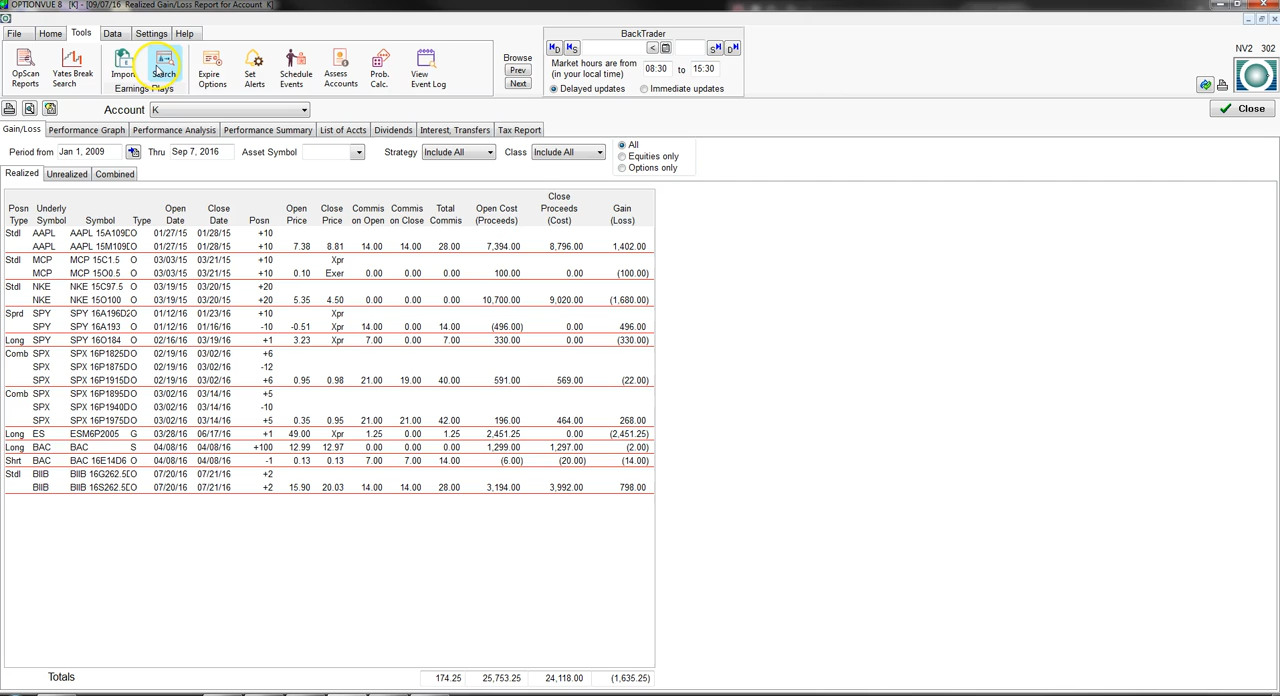 OPTIONVUE 8 [K] - [09/07/16 Realized Gain/Loss Report for Account K]
File Home Tools Data Settings Help
OpScan Reports
Yates Break Search
Import
Search
Earnings Plays
Expire Options
Set Alerts
Schedule Events
Assess Accounts
Prob. Calc.
View Event Log
Browse
Prev
Next
BackTrader
D S < S D
Market hours are from (in your local time) 08:30 to 15:30
Delayed updates Immediate updates
NV2 302
Account K
Close
Gain/Loss Performance Graph Performance Analysis Performance Summary List of Accts Dividends Interest, Transfers Tax Report
Period from Jan 1, 2009 Thru Sep 7, 2016 Asset Symbol Strategy Include All Class Include All
All
Equities only
Options only
Realized Unrealized Combined
Posn Type Underly Symbol Symbol Type Open Date Close Date Posn Open Price Close Price Commis on Open Commis on Close Total Commis Open Cost (Proceeds) Close Proceeds (Cost) Gain (Loss)
Stdl AAPL AAPL 15A109DO 01/27/15 01/28/15 +10
AAPL AAPL 15M109DO 01/27/15 01/28/15 +10 7.38 8.81 14.00 14.00 28.00 7,394.00 8,796.00 1,402.00
Stdl MCP MCP 15C1.5 O 03/03/15 03/21/15 +10 Xpr
MCP MCP 15O0.5 O 03/03/15 03/21/15 +10 0.10 Exer 0.00 0.00 0.00 100.00 0.00 (100.00)
Stdl NKE NKE 15C97.5 O 03/19/15 03/20/15 +20
NKE NKE 15O100 O 03/19/15 03/20/15 +20 5.35 4.50 0.00 0.00 0.00 10,700.00 9,020.00 (1,680.00)
Sprd SPY SPY 16A196D2O 01/12/16 01/23/16 +10 Xpr
SPY SPY 16A193 O 01/12/16 01/16/16 -10 -0.51 Xpr 14.00 0.00 14.00 (496.00) 0.00 496.00
Long SPY SPY 16O184 O 02/16/16 03/19/16 +1 3.23 Xpr 7.00 0.00 7.00 330.00 0.00 (330.00)
Comb SPX SPX 16P1825DO 02/19/16 03/02/16 +6
SPX SPX 16P1875DO 02/19/16 03/02/16 -12
SPX SPX 16P1915DO 02/19/16 03/02/16 +6 0.95 0.98 21.00 19.00 40.00 591.00 569.00 (22.00)
Comb SPX SPX 16P1895DO 03/02/16 03/14/16 +5
SPX SPX 16P1940DO 03/02/16 03/14/16 -10
SPX SPX 16P1975DO 03/02/16 03/14/16 +5 0.35 0.95 21.00 21.00 42.00 196.00 464.00 268.00
Long ES ESM6P2005 G 03/28/16 06/17/16 +1 49.00 Xpr 1.25 0.00 1.25 2,451.25 0.00 (2,451.25)
Long BAC BAC S 04/08/16 04/08/16 +100 12.99 12.97 0.00 0.00 0.00 1,299.00 1,297.00 (2.00)
Shrt BAC BAC 16E14D6 O 04/08/16 04/08/16 -1 0.13 0.13 7.00 7.00 14.00 (6.00) (20.00) (14.00)
Stdl BIIB BIIB 16G262.5DO 07/20/16 07/21/16 +2
BIIB BIIB 16S262.5DO 07/20/16 07/21/16 +2 15.90 20.03 14.00 14.00 28.00 3,194.00 3,992.00 798.00
Totals 174.25 25,753.25 24,118.00 (1,635.25)